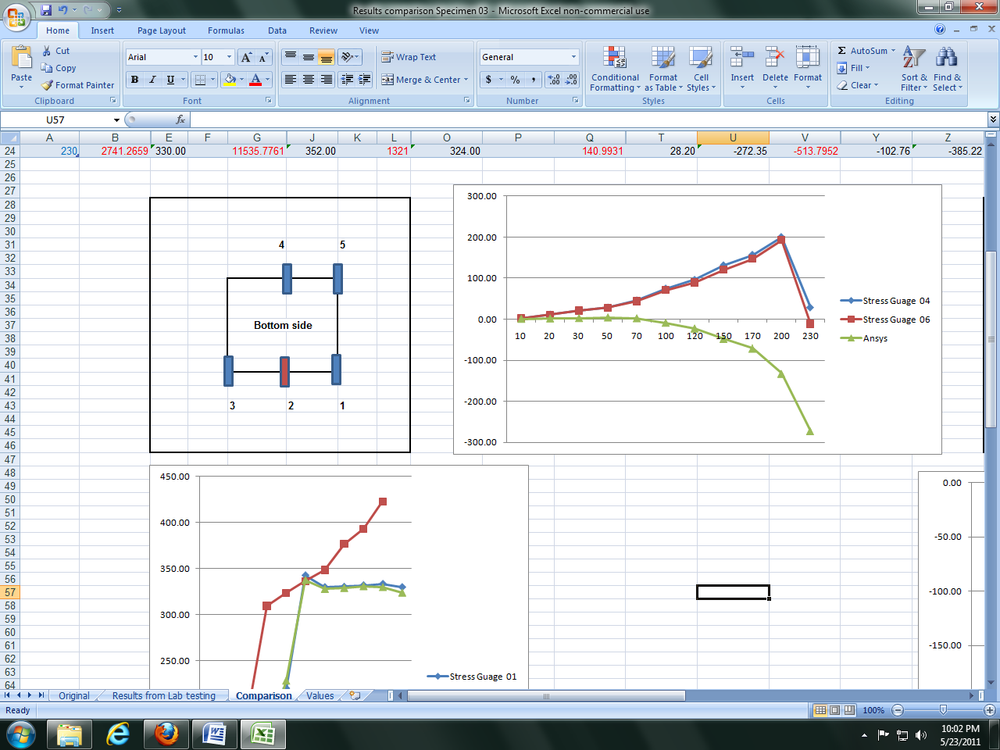 Results comparison Specimen 03 - Microsoft Excel non-commercial use
Home Insert Page Layout Formulas Data Review View
Paste
Cut
Copy
Format Painter
Clipboard
Arial 10
B I U A
Font
Wrap Text
Merge & Center
Alignment
General
$ % ,
Number
Conditional Formatting
Format as Table
Cell Styles
Styles
Insert Delete Format
Cells
Σ AutoSum
Fill
Clear
Sort & Filter
Find & Select
Editing
U57 fx
A B E F G J K L O P Q T U V Y Z
24 230 2741.2659 330.00 11535.7761 352.00 1321 324.00 140.9931 28.20 -272.35 -513.7952 -102.76 -385.22
25
26
27
28
29
30
31
32
33
34
35
36
37
38
39
40
41
42
43
44
45
46
47
48
49
50
51
52
53
54
55
56
57
58
59
60
61
62
63
64
4 5
Bottom side
3 2 1
300.00
200.00
100.00
0.00
-100.00
-200.00
-300.00
10 20 30 50 70 100 120 150 170 200 230
Stress Guage 04
Stress Guage 06
Ansys
450.00
400.00
350.00
300.00
250.00
Stress Guage 01
0.00
-50.00
-100.00
-150.00
Original Results from Lab testing Comparison Values
Ready 100%
10:02 PM
5/23/2011